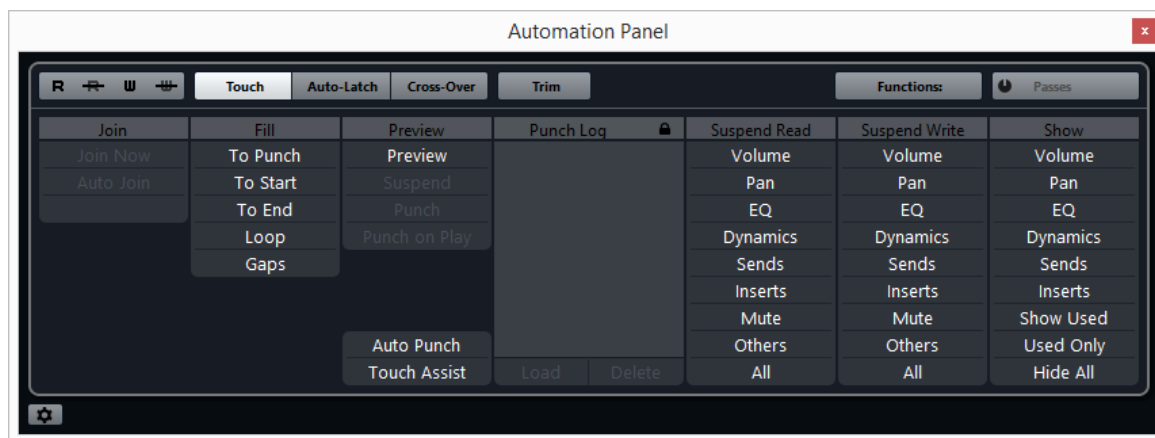 Automation Panel
x
R R W W Touch Auto-Latch Cross-Over Trim Functions: Passes
Join Fill Preview Punch Log Suspend Read Suspend Write Show
Join Now To Punch Preview Volume Volume Volume
Auto Join To Start Suspend Pan Pan Pan
To End Punch EQ EQ EQ
Loop Punch on Play Dynamics Dynamics Dynamics
Gaps Sends Sends Sends
Inserts Inserts Inserts
Mute Mute Show Used
Auto Punch Others Others Used Only
Touch Assist Load Delete All All Hide All